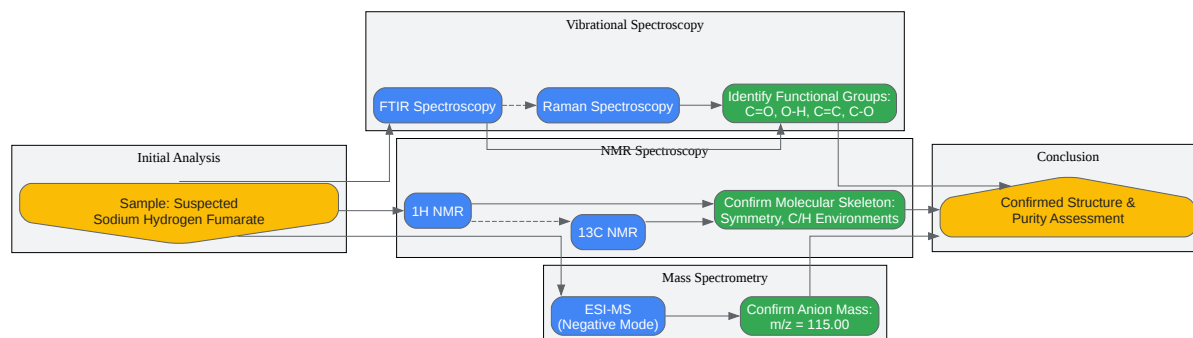 Vibrational Spectroscopy
FTIR Spectroscopy
Raman Spectroscopy
Identify Functional Groups:
C=O, O-H, C=C, C-O
Initial Analysis
Sample: Suspected
Sodium Hydrogen Fumarate
NMR Spectroscopy
1H NMR
13C NMR
Confirm Molecular Skeleton:
Symmetry, C/H Environments
Conclusion
Confirmed Structure &
Purity Assessment
Mass Spectrometry
ESI-MS
(Negative Mode)
Confirm Anion Mass:
m/z = 115.00